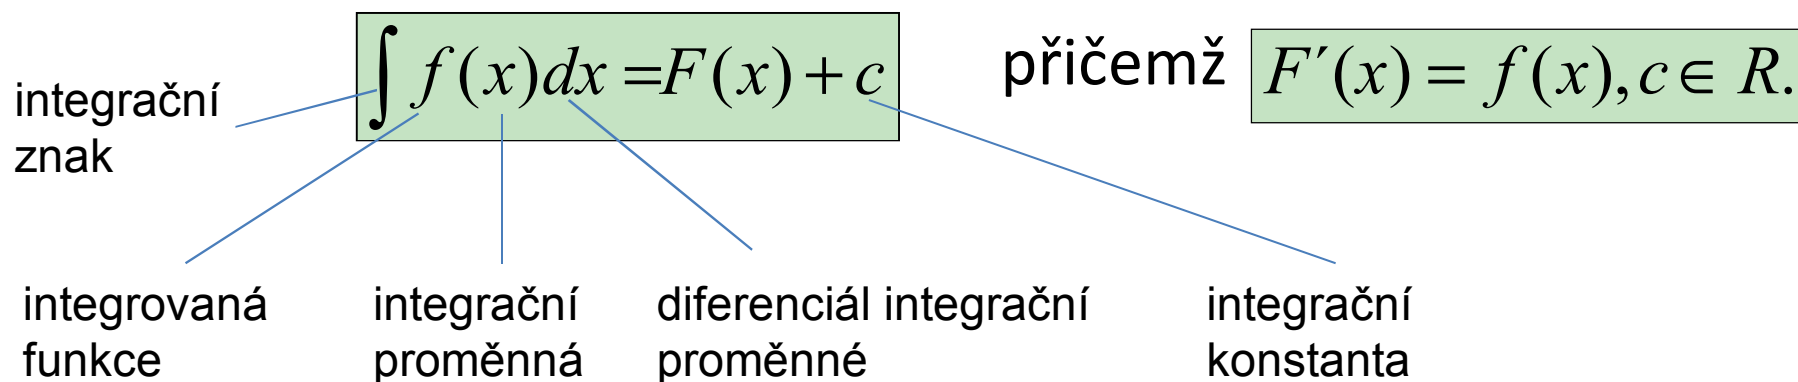 ∫ f(x)dx = F(x) + c přičemž F´(x) = f(x), c ∈ R.
integrační
znak
integrovaná
funkce
integrační
proměnná
diferenciál integrační
proměnné
integrační
konstanta